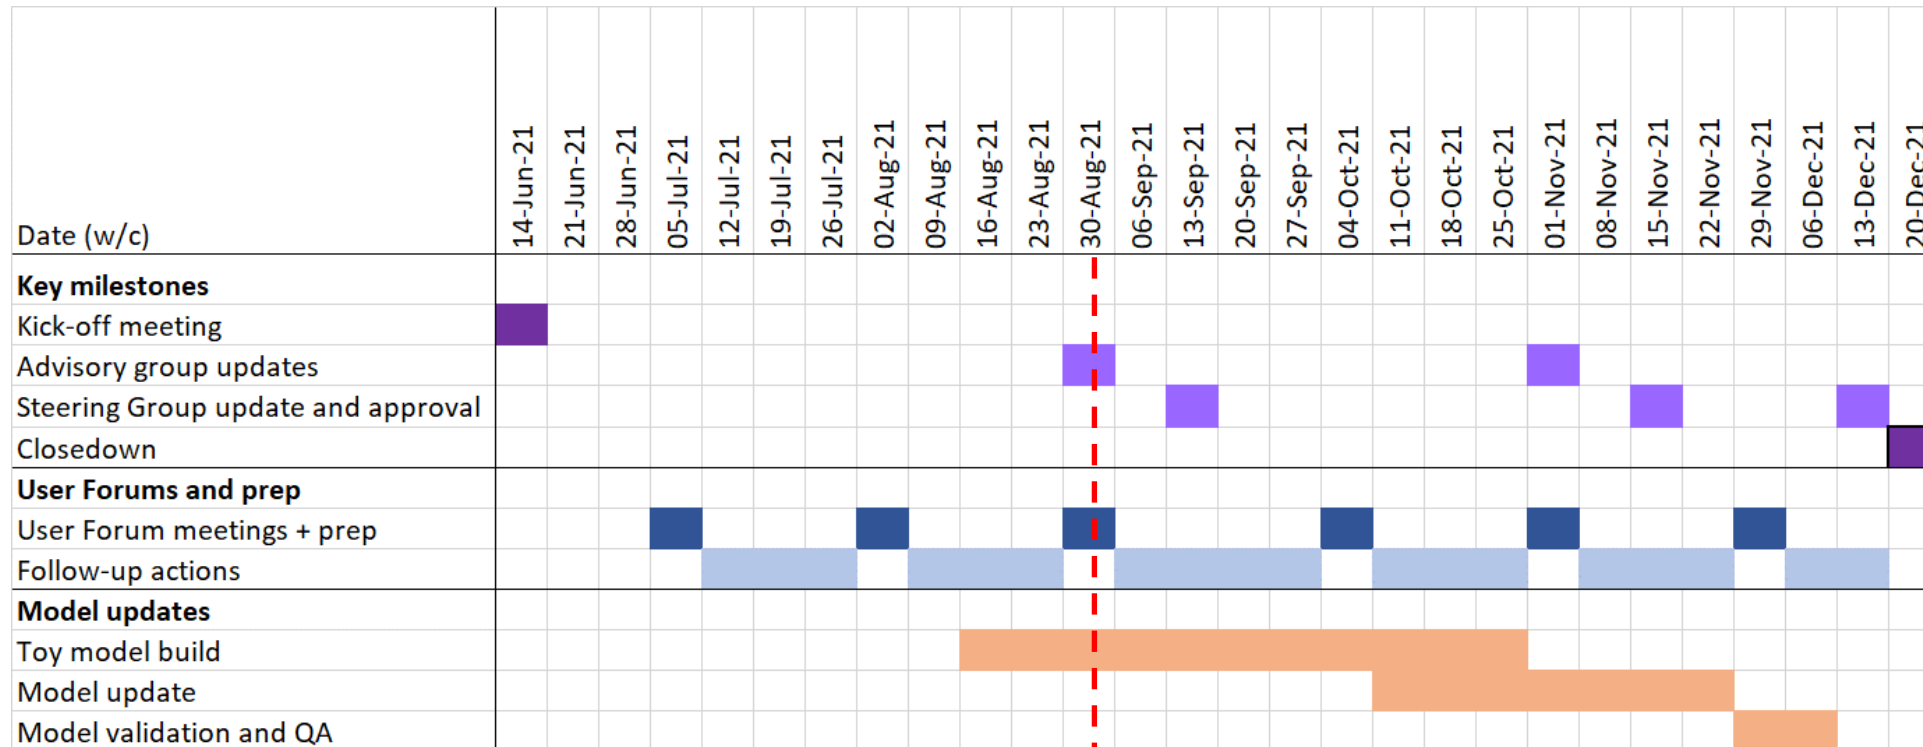 Date (w/c) 14-Jun-21 21-Jun-21 28-Jun-21 05-Jul-21 12-Jul-21 19-Jul-21 26-Jul-21 02-Aug-21 09-Aug-21 16-Aug-21 23-Aug-21 30-Aug-21 06-Sep-21 13-Sep-21 20-Sep-21 27-Sep-21 04-Oct-21 11-Oct-21 18-Oct-21 25-Oct-21 01-Nov-21 08-Nov-21 15-Nov-21 22-Nov-21 29-Nov-21 06-Dec-21 13-Dec-21 20-Dec-21
Key milestones
Kick-off meeting
Advisory group updates
Steering Group update and approval
Closedown
User Forums and prep
User Forum meetings + prep
Follow-up actions
Model updates
Toy model build
Model update
Model validation and QA